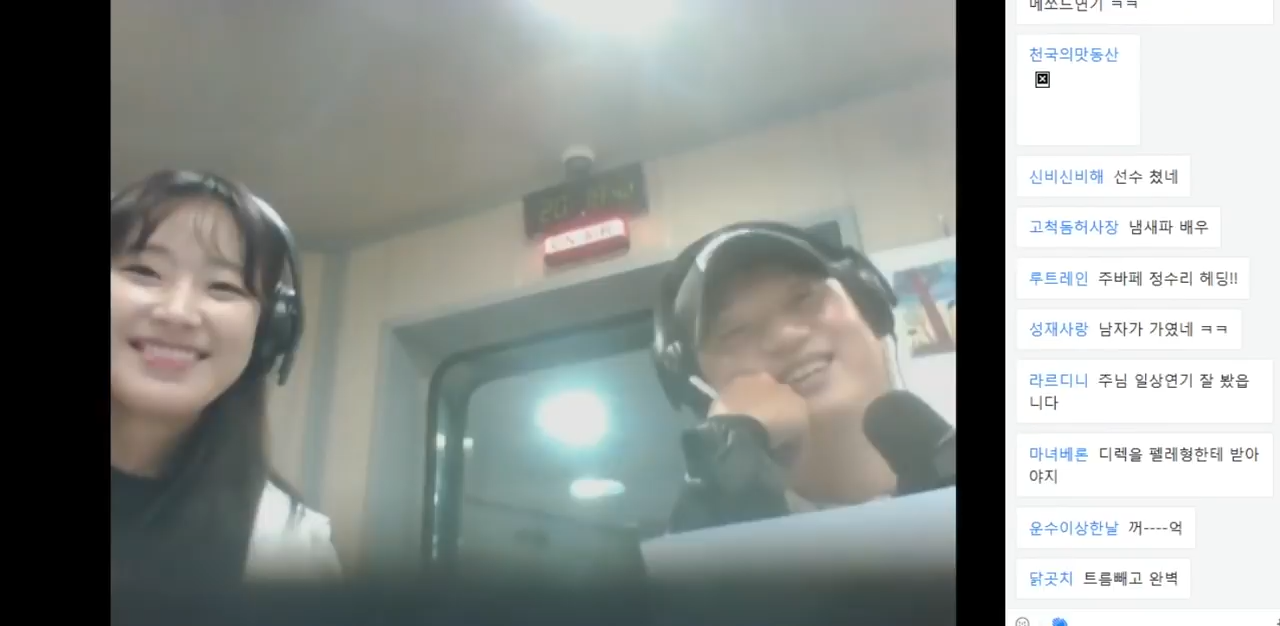 메쏘드연기 ㅋㅋ
천국의맛동산
신비신비해 선수 쳤네
고척돔허사장 냄새파 배우
루트레인 주바페 정수리 헤딩!!
성재사랑 남자가 가였네 ㅋㅋ
라르디니 주님 일상연기 잘 봤읍
니다
마녀베론 디렉을 펠레형한테 받아
야지
운수이상한날 꺼----억
닭곳치 트름빼고 완벽
ON AIR